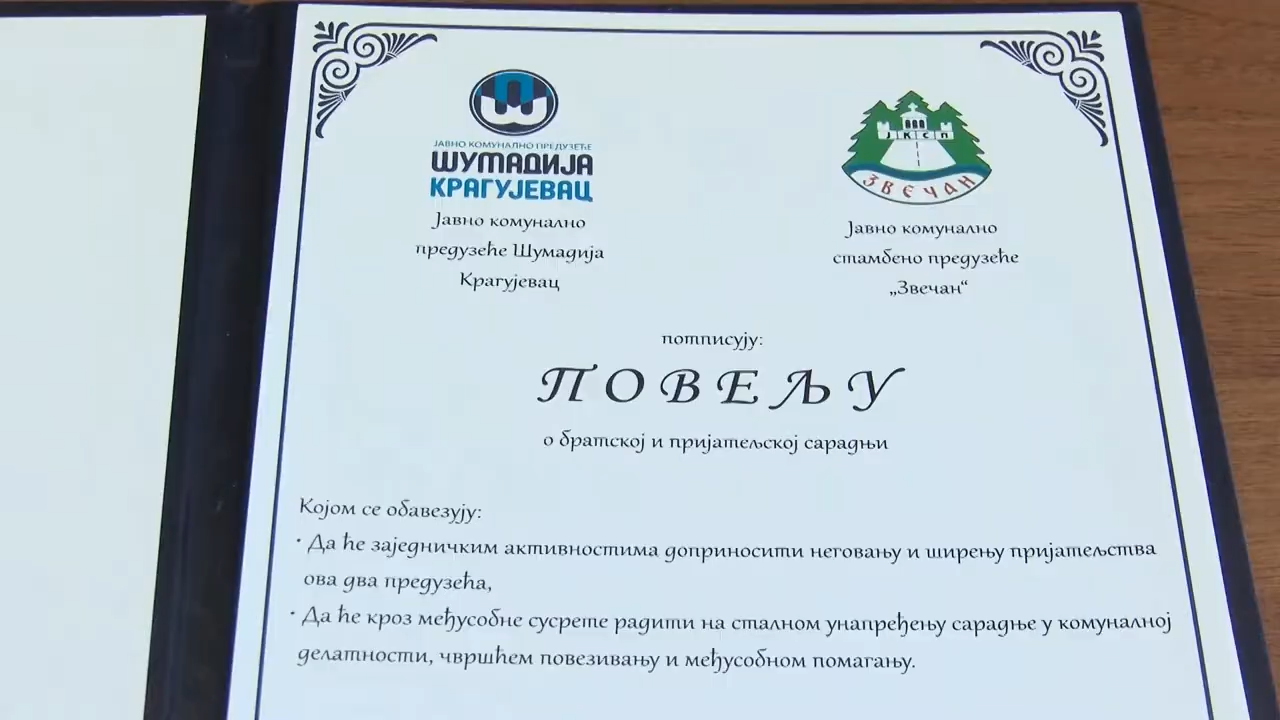 ЈАВНО КОМУНАЛНО ПРЕДУЗЕЋЕ
ШУМАДИЈА
КРАГУЈЕВАЦ
Јавно комунално
предузеће Шумадија
Крагујевац
ЈКСП
ЗВЕЧАН
Јавно комунално
стамбено предузеће
„Звечан“
потписују:
ПОВЕЉУ
о братској и пријатељској сарадњи
Којом се обавезују:
• Да ће заједничким активностима доприносити неговању и ширењу пријатељства
ова два предузећа,
• Да ће кроз међусобне сусрете радити на сталном унапређењу сарадње у комуналној
делатности, чвршћем повезивању и међусобном помагању.